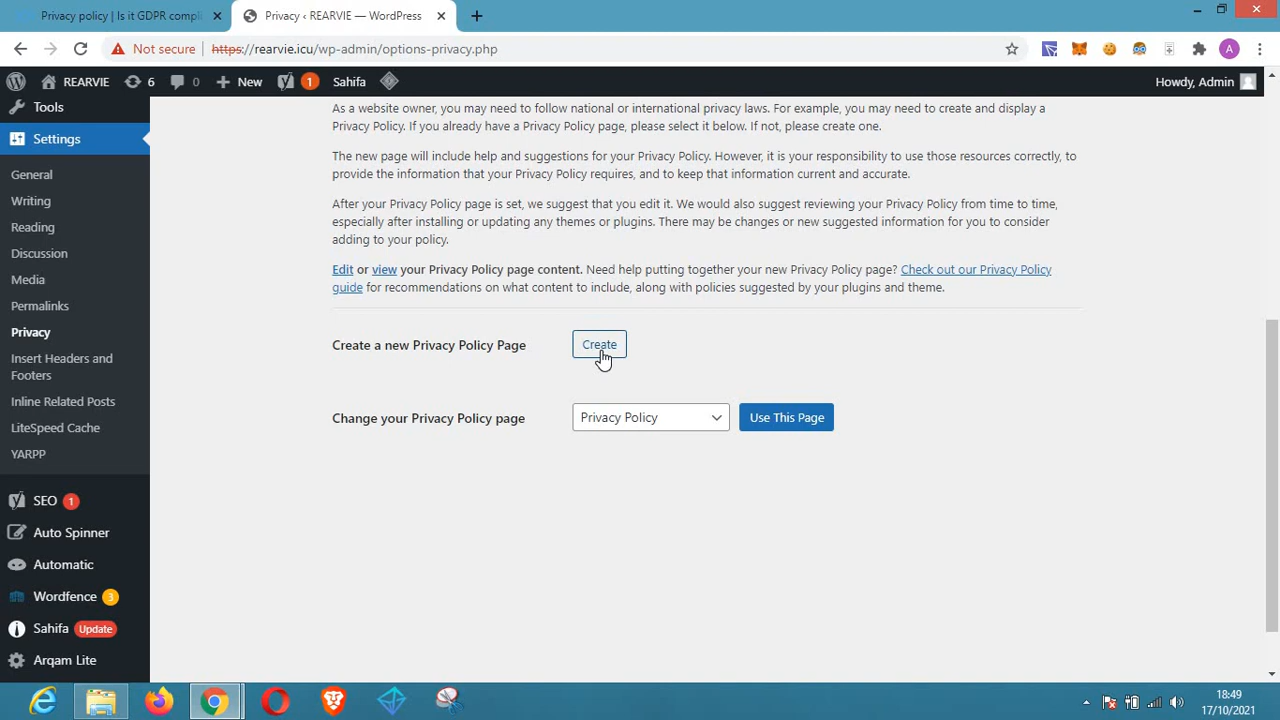 Privacy policy | Is it GDPR compli
Privacy ‹ REARVIE — WordPress
Not secure
https://rearvie.icu/wp-admin/options-privacy.php
A
REARVIE
6
0
New
1
Sahifa
Howdy, Admin
Tools
Settings
General
Writing
Reading
Discussion
Media
Permalinks
Privacy
Insert Headers and
Footers
Inline Related Posts
LiteSpeed Cache
YARPP
SEO 1
Auto Spinner
Automatic
Wordfence 3
Sahifa Update
Arqam Lite
As a website owner, you may need to follow national or international privacy laws. For example, you may need to create and display a
Privacy Policy. If you already have a Privacy Policy page, please select it below. If not, please create one.
The new page will include help and suggestions for your Privacy Policy. However, it is your responsibility to use those resources correctly, to
provide the information that your Privacy Policy requires, and to keep that information current and accurate.
After your Privacy Policy page is set, we suggest that you edit it. We would also suggest reviewing your Privacy Policy from time to time,
especially after installing or updating any themes or plugins. There may be changes or new suggested information for you to consider
adding to your policy.
Edit or view your Privacy Policy page content. Need help putting together your new Privacy Policy page? Check out our Privacy Policy
guide for recommendations on what content to include, along with policies suggested by your plugins and theme.
Create a new Privacy Policy Page
Create
Change your Privacy Policy page
Privacy Policy
Use This Page
18:49
17/10/2021